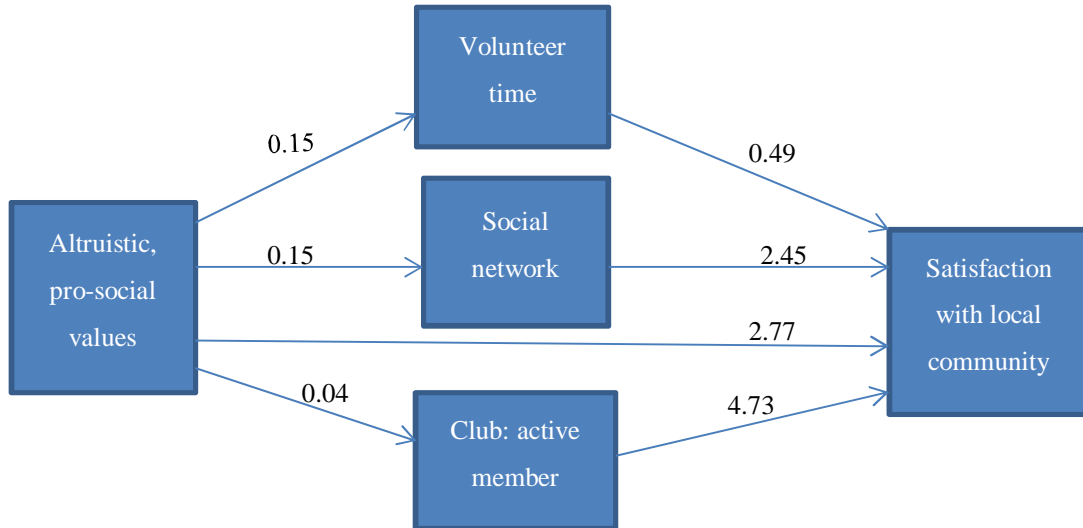 Volunteer
time
0.15
0.49
Altruistic,
pro-social
values
0.15
Social
network
2.45
Satisfaction
with local
community
2.77
0.04
Club: active
member
4.73